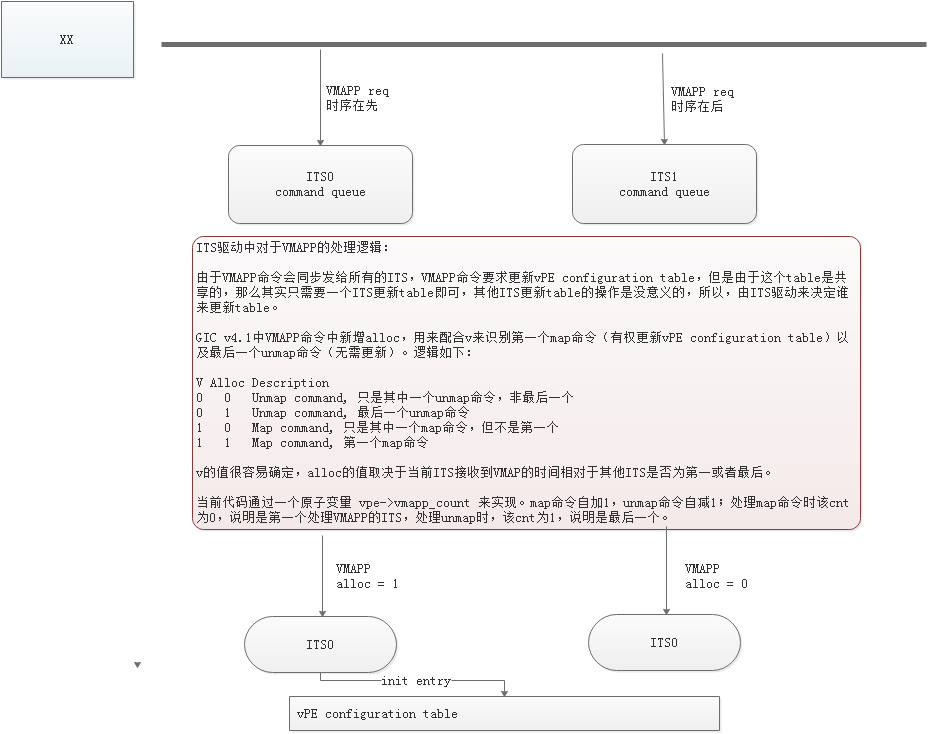 XX
VMAPP req
时序在先
VMAPP req
时序在后
ITS0
command queue
ITS1
command queue
ITS驱动中对于VMAPP的处理逻辑：
由于VMAPP命令会同步发给所有的ITS，VMAPP命令要求更新vPE configuration table，但是由于这个table是共
享的，那么其实只需要一个ITS更新table即可，其他ITS更新table的操作是没意义的，所以，由ITS驱动来决定谁
来更新table。
GIC v4.1中VMAPP命令中新增alloc，用来配合v来识别第一个map命令（有权更新vPE configuration table）以
及最后一个unmap命令（无需更新）。逻辑如下：
V Alloc Description
0 0 Unmap command, 只是其中一个unmap命令，非最后一个
0 1 Unmap command, 最后一个unmap命令
1 0 Map command, 只是其中一个map命令，但不是第一个
1 1 Map command, 第一个map命令
v的值很容易确定，alloc的值取决于当前ITS接收到VMAP的时间相对于其他ITS是否为第一或者最后。
当前代码通过一个原子变量 vpe->vmapp_count 来实现。map命令自加1，unmap命令自减1；处理map命令时该cnt
为0，说明是第一个处理VMAPP的ITS，处理unmap时，该cnt为1，说明是最后一个。
VMAPP
alloc = 1
VMAPP
alloc = 0
ITS0
ITS0
init entry
vPE configuration table